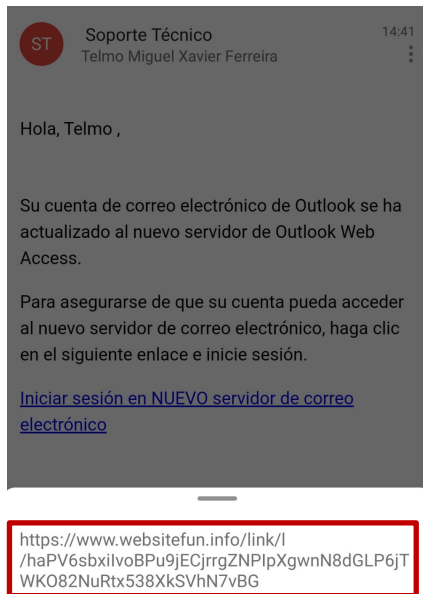 ST
Soporte Técnico
14:41
Telmo Miguel Xavier Ferreira
Hola, Telmo ,
Su cuenta de correo electrónico de Outlook se ha
actualizado al nuevo servidor de Outlook Web
Access.
Para asegurarse de que su cuenta pueda acceder
al nuevo servidor de correo electrónico, haga clic
en el siguiente enlace e inicie sesión.
Iniciar sesión en NUEVO servidor de correo
electrónico
https://www.websitefun.info/link/l
/haPV6sbxiIvoBPu9jECjrrgZNPIpXgwnN8dGLP6jT
WKO82NuRtx538XkSVhN7vBG